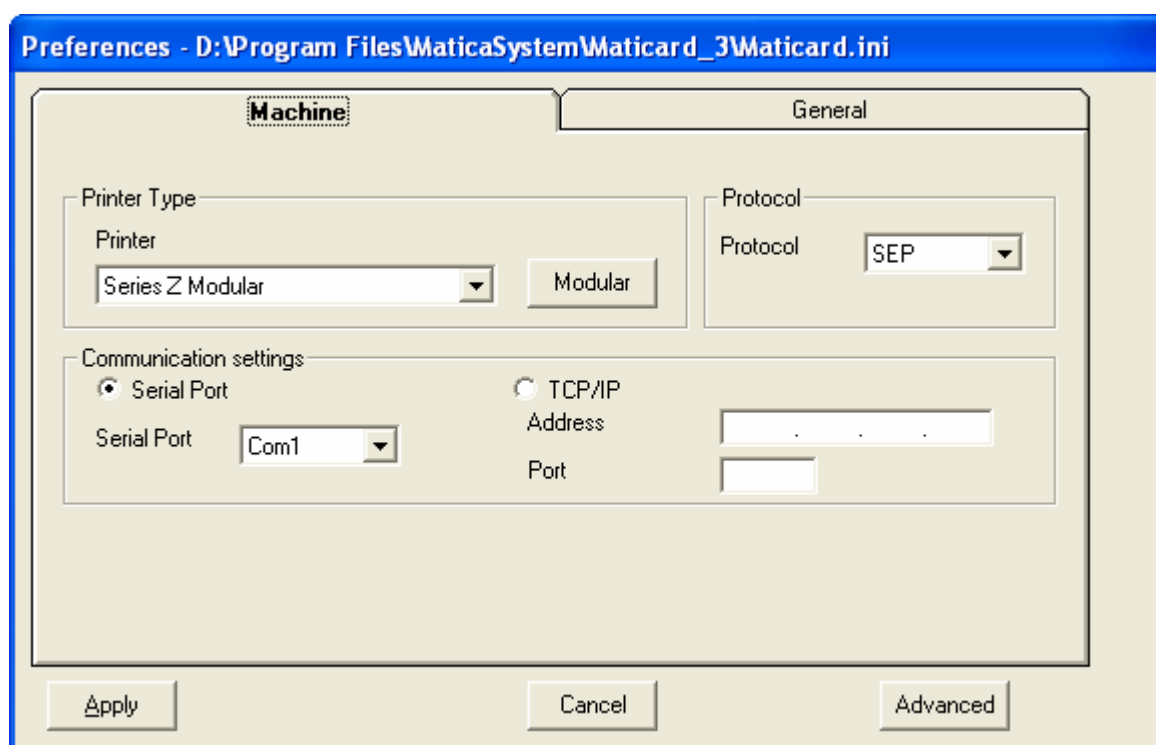 Preferences - D:\Program Files\MaticaSystem\Maticard_3\Maticard.ini
Machine General
Printer Type Protocol
Printer
Protocol SEP
Series Z Modular Modular
Communication settings
Serial Port TCP/IP
Address . . .
Serial Port Com1
Port
Apply Cancel Advanced